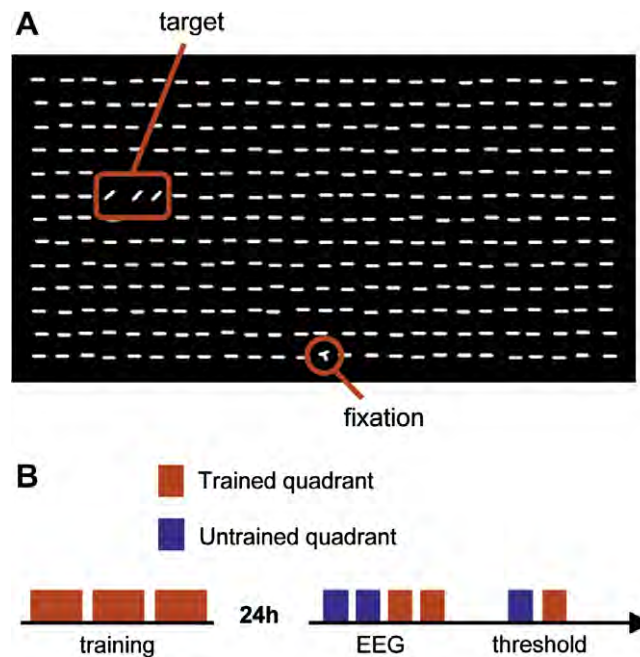 A
target
fixation
B
Trained quadrant
Untrained quadrant
24h
training
EEG
threshold